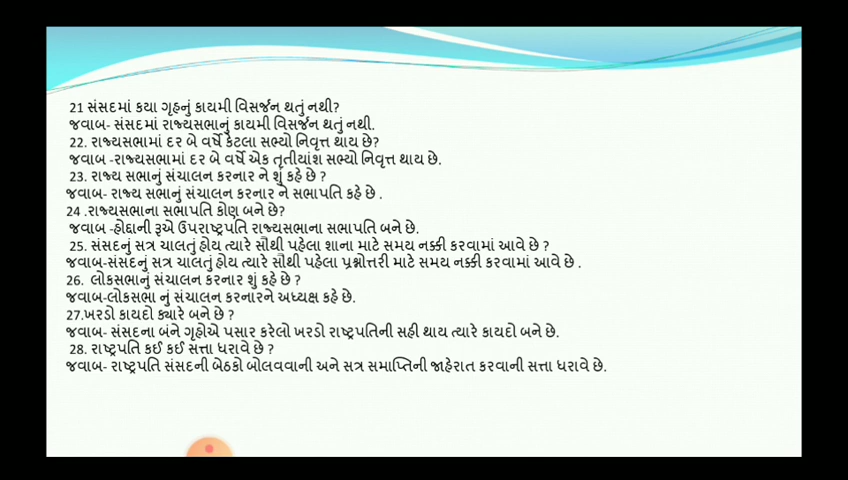 21 સંસદમાં કયા ગૃહનું કાયમી વિસર્જન થતું નથી?
જવાબ- સંસદમાં રાજ્યસભાનું કાયમી વિસર્જન થતું નથી.
22. રાજ્યસભામાં દર બે વર્ષે કેટલા સભ્યો નિવૃત્ત થાય છે?
જવાબ -રાજ્યસભામાં દર બે વર્ષે એક તૃતીયાંશ સભ્યો નિવૃત્ત થાય છે.
23. રાજ્ય સભાનું સંચાલન કરનાર ને શું કહે છે ?
જવાબ- રાજ્ય સભાનું સંચાલન કરનાર ને સભાપતિ કહે છે .
24 .રાજ્યસભાના સભાપતિ કોણ બને છે?
જવાબ -હોદ્દાની રૂએ ઉપરાષ્ટ્રપતિ રાજ્યસભાના સભાપતિ બને છે.
25. સંસદનું સત્ર ચાલતું હોય ત્યારે સૌથી પહેલા શાના માટે સમય નક્કી કરવામાં આવે છે ?
જવાબ-સંસદનું સત્ર ચાલતું હોય ત્યારે સૌથી પહેલા પ્રશ્નોત્તરી માટે સમય નક્કી કરવામાં આવે છે .
26. લોકસભાનું સંચાલન કરનાર શું કહે છે ?
જવાબ-લોકસભા નું સંચાલન કરનારને અધ્યક્ષ કહે છે.
27.ખરડો કાયદો ક્યારે બને છે ?
જવાબ- સંસદના બંને ગૃહોએ પસાર કરેલો ખરડો રાષ્ટ્રપતિની સહી થાય ત્યારે કાયદો બને છે.
28. રાષ્ટ્રપતિ કઈ કઈ સત્તા ધરાવે છે ?
જવાબ- રાષ્ટ્રપતિ સંસદની બેઠકો બોલવવાની અને સત્ર સમાપ્તિની જાહેરાત કરવાની સત્તા ધરાવે છે.